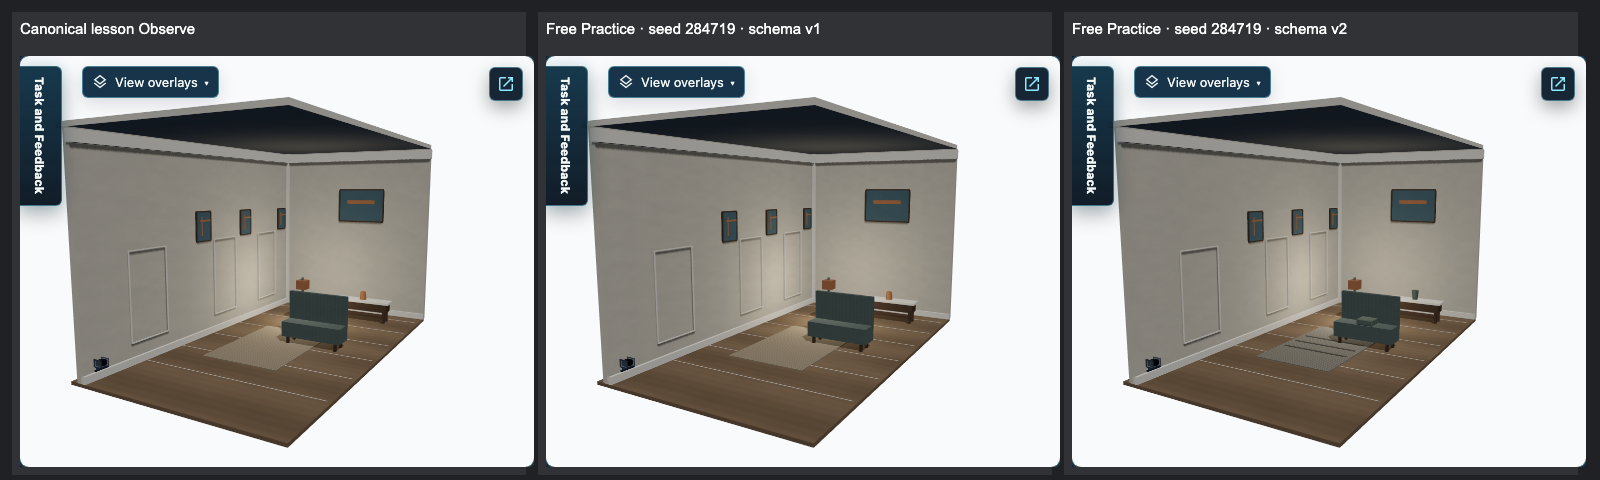 Canonical lesson Observe
Task and Feedback
View overlays
Free Practice · seed 284719 · schema v1
Task and Feedback
View overlays
Free Practice · seed 284719 · schema v2
Task and Feedback
View overlays